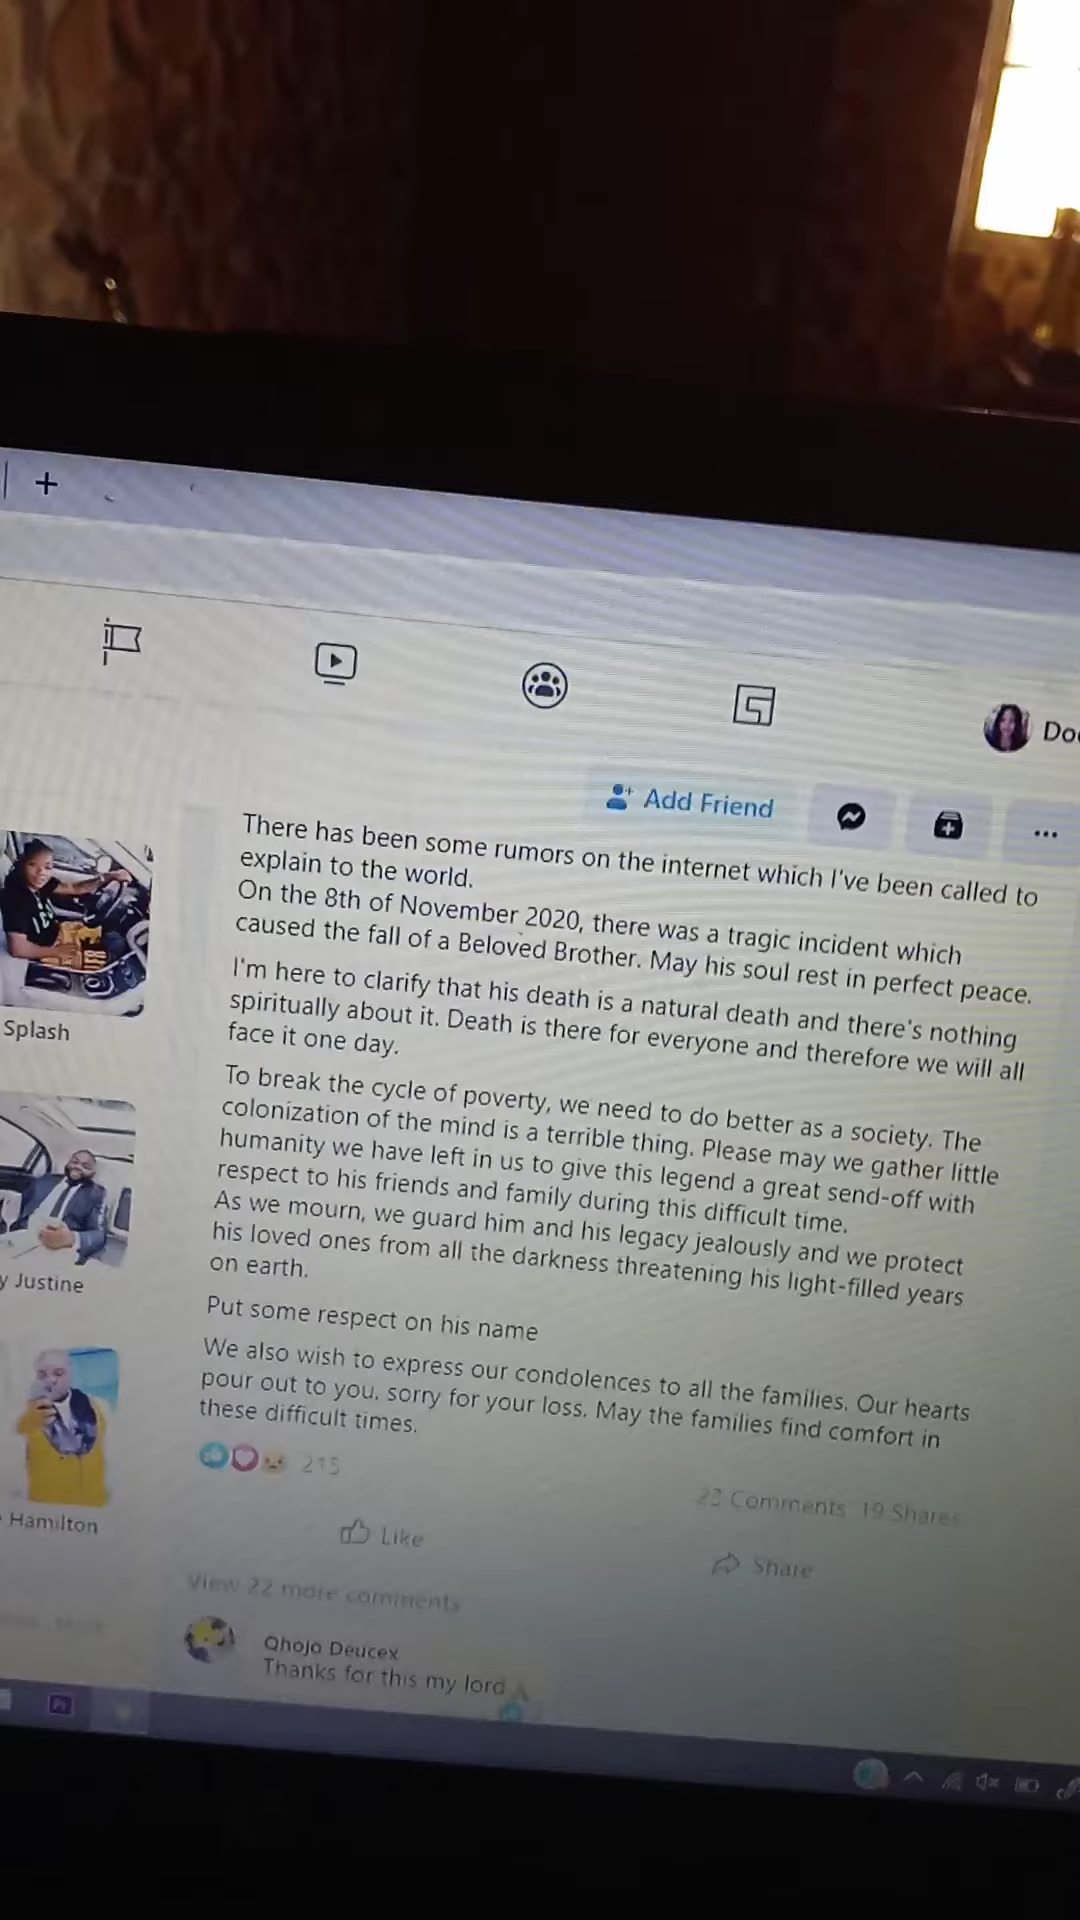 Doo
Add Friend
There has been some rumors on the internet which I've been called to
explain to the world.
On the 8th of November 2020, there was a tragic incident which
caused the fall of a Beloved Brother. May his soul rest in perfect peace.
I'm here to clarify that his death is a natural death and there's nothing
spiritually about it. Death is there for everyone and therefore we will all
face it one day.
To break the cycle of poverty, we need to do better as a society. The
colonization of the mind is a terrible thing. Please may we gather little
humanity we have left in us to give this legend a great send-off with
respect to his friends and family during this difficult time.
As we mourn, we guard him and his legacy jealously and we protect
his loved ones from all the darkness threatening his light-filled years
on earth.
Put some respect on his name
We also wish to express our condolences to all the families. Our hearts
pour out to you. sorry for your loss. May the families find comfort in
these difficult times.
215
23 Comments 19 Shares
Like
Share
View 22 more comments
Qhojo Deucex
Thanks for this my lord
Splash
y Justine
Hamilton
Pr